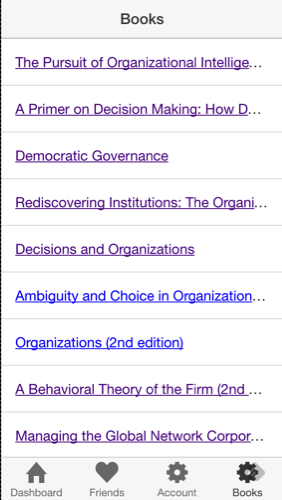 Books
The Pursuit of Organizational Intellige…
A Primer on Decision Making: How D…
Democratic Governance
Rediscovering Institutions: The Organi…
Decisions and Organizations
Ambiguity and Choice in Organization…
Organizations (2nd edition)
A Behavioral Theory of the Firm (2nd …
Managing the Global Network Corpor…
Dashboard Friends Account Books